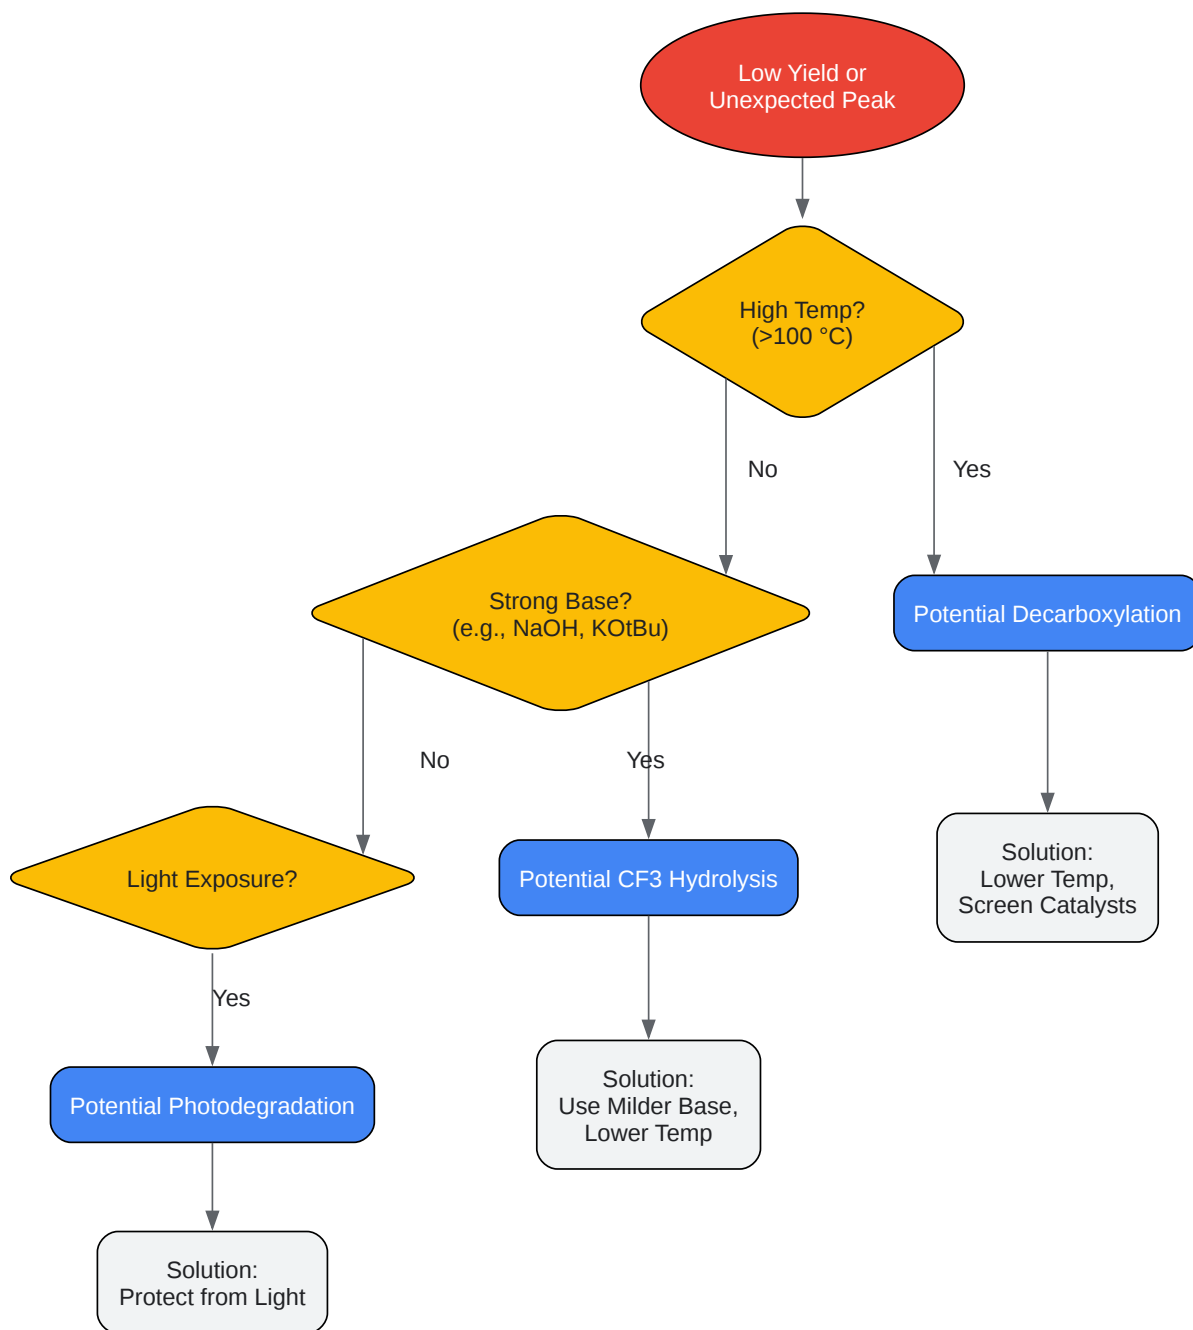 Low Yield or
Unexpected Peak
High Temp?
(>100 °C)
No
Yes
Strong Base?
(e.g., NaOH, KOtBu)
Potential Decarboxylation
No
Yes
Solution:
Lower Temp,
Screen Catalysts
Light Exposure?
Potential CF3 Hydrolysis
Yes
Solution:
Use Milder Base,
Lower Temp
Potential Photodegradation
Solution:
Protect from Light